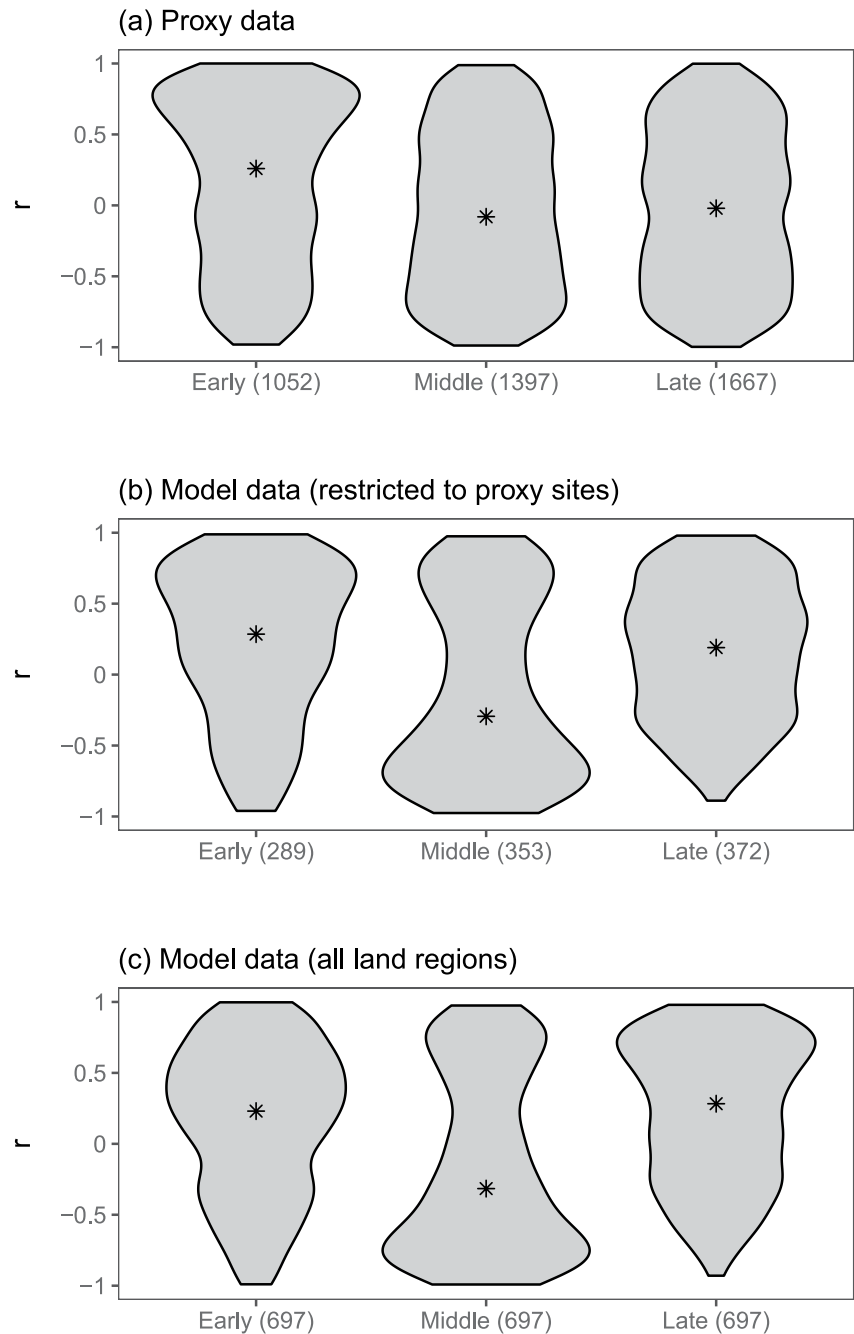 (a) Proxy data
1
0.5
0
−0.5
−1
r
Early (1052) Middle (1397) Late (1667)
(b) Model data (restricted to proxy sites)
1
0.5
0
−0.5
−1
r
Early (289) Middle (353) Late (372)
(c) Model data (all land regions)
1
0.5
0
−0.5
−1
r
Early (697) Middle (697) Late (697)